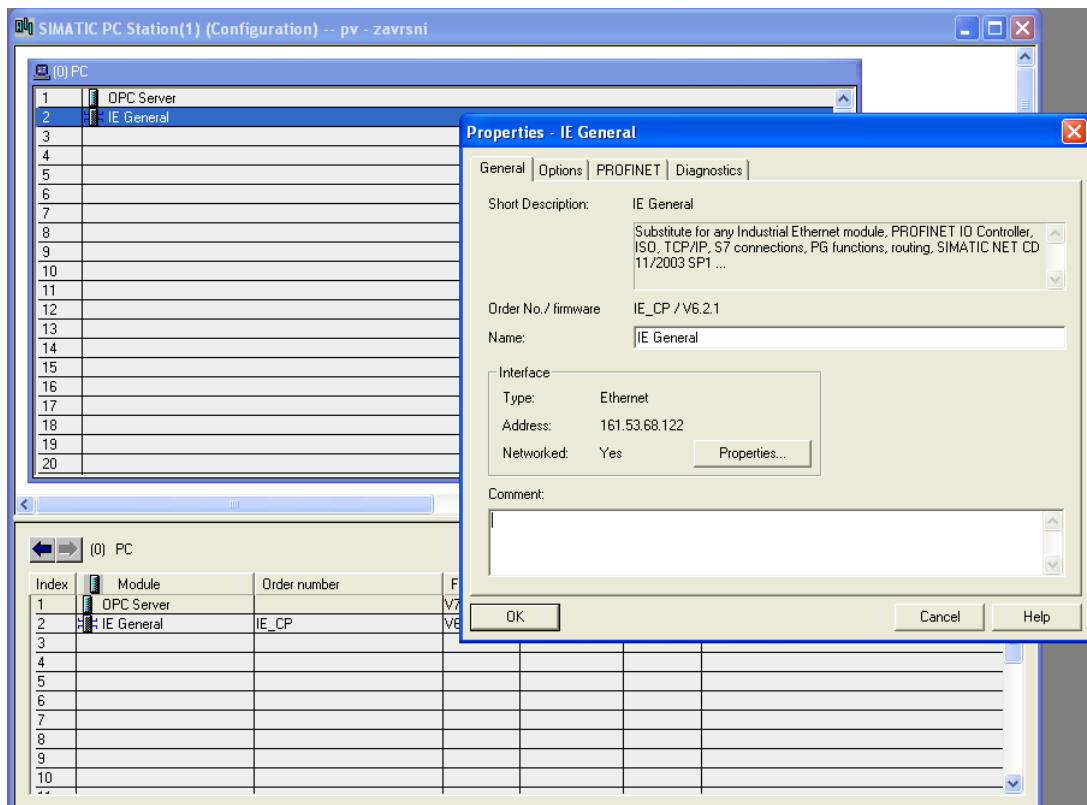 SIMATIC PC Station(1) (Configuration) -- pv - zavrsni
(0) PC
1 OPC Server
2 IE General
3
4
5
6
7
8
9
10
11
12
13
14
15
16
17
18
19
20
Properties - IE General
General Options PROFINET Diagnostics
Short Description: IE General
Substitute for any Industrial Ethernet module, PROFINET IO Controller,
ISO, TCP/IP, S7 connections, PG functions, routing, SIMATIC NET CD
11/2003 SP1 ...
Order No./ firmware IE_CP / V6.2.1
Name: IE General
Interface
Type: Ethernet
Address: 161.53.68.122
Networked: Yes Properties...
Comment:
OK Cancel Help
(0) PC
Index Module Order number F
1 OPC Server V7
2 IE General IE_CP V6
3
4
5
6
7
8
9
10